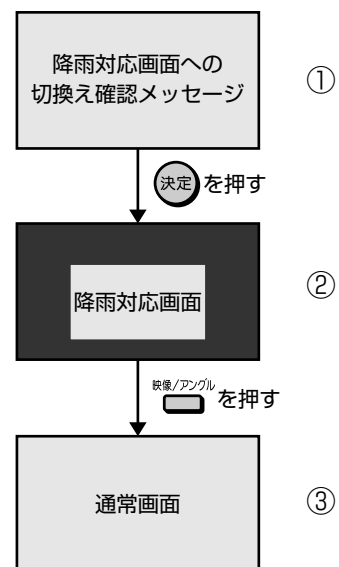 降雨対応画面への
切換え確認メッセージ
①
決定 を押す
降雨対応画面
②
映像/アングル
を押す
通常画面
③